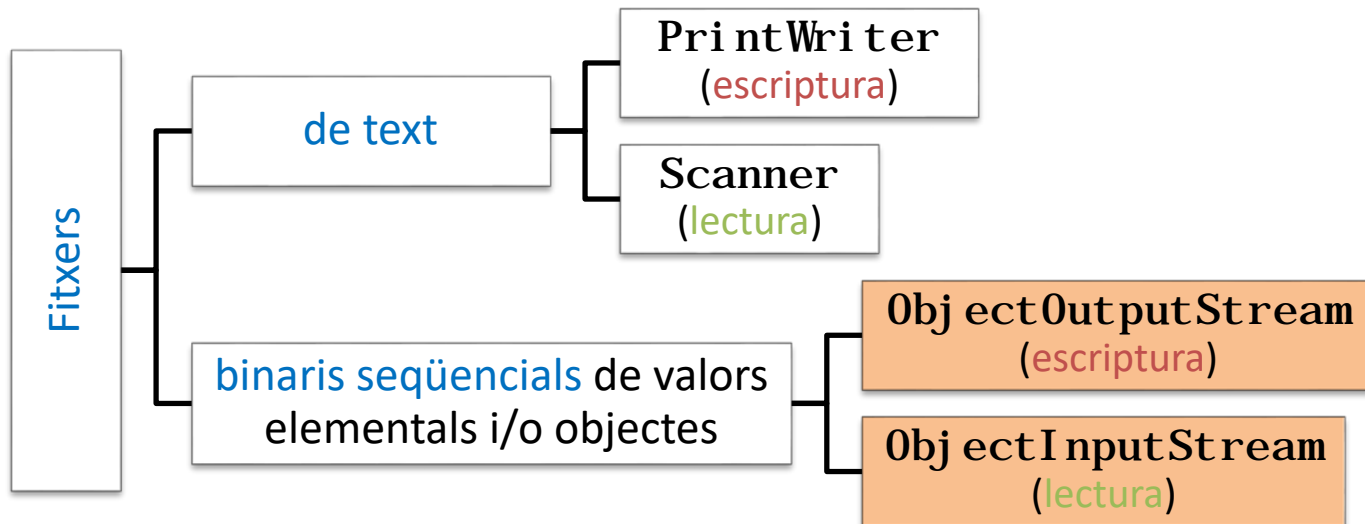 Fitxers
de text
PrintWriter
(escriptura)
Scanner
(lectura)
binaris seqüencials de valors
elementals i/o objectes
ObjectOutputStream
(escriptura)
ObjectInputStream
(lectura)